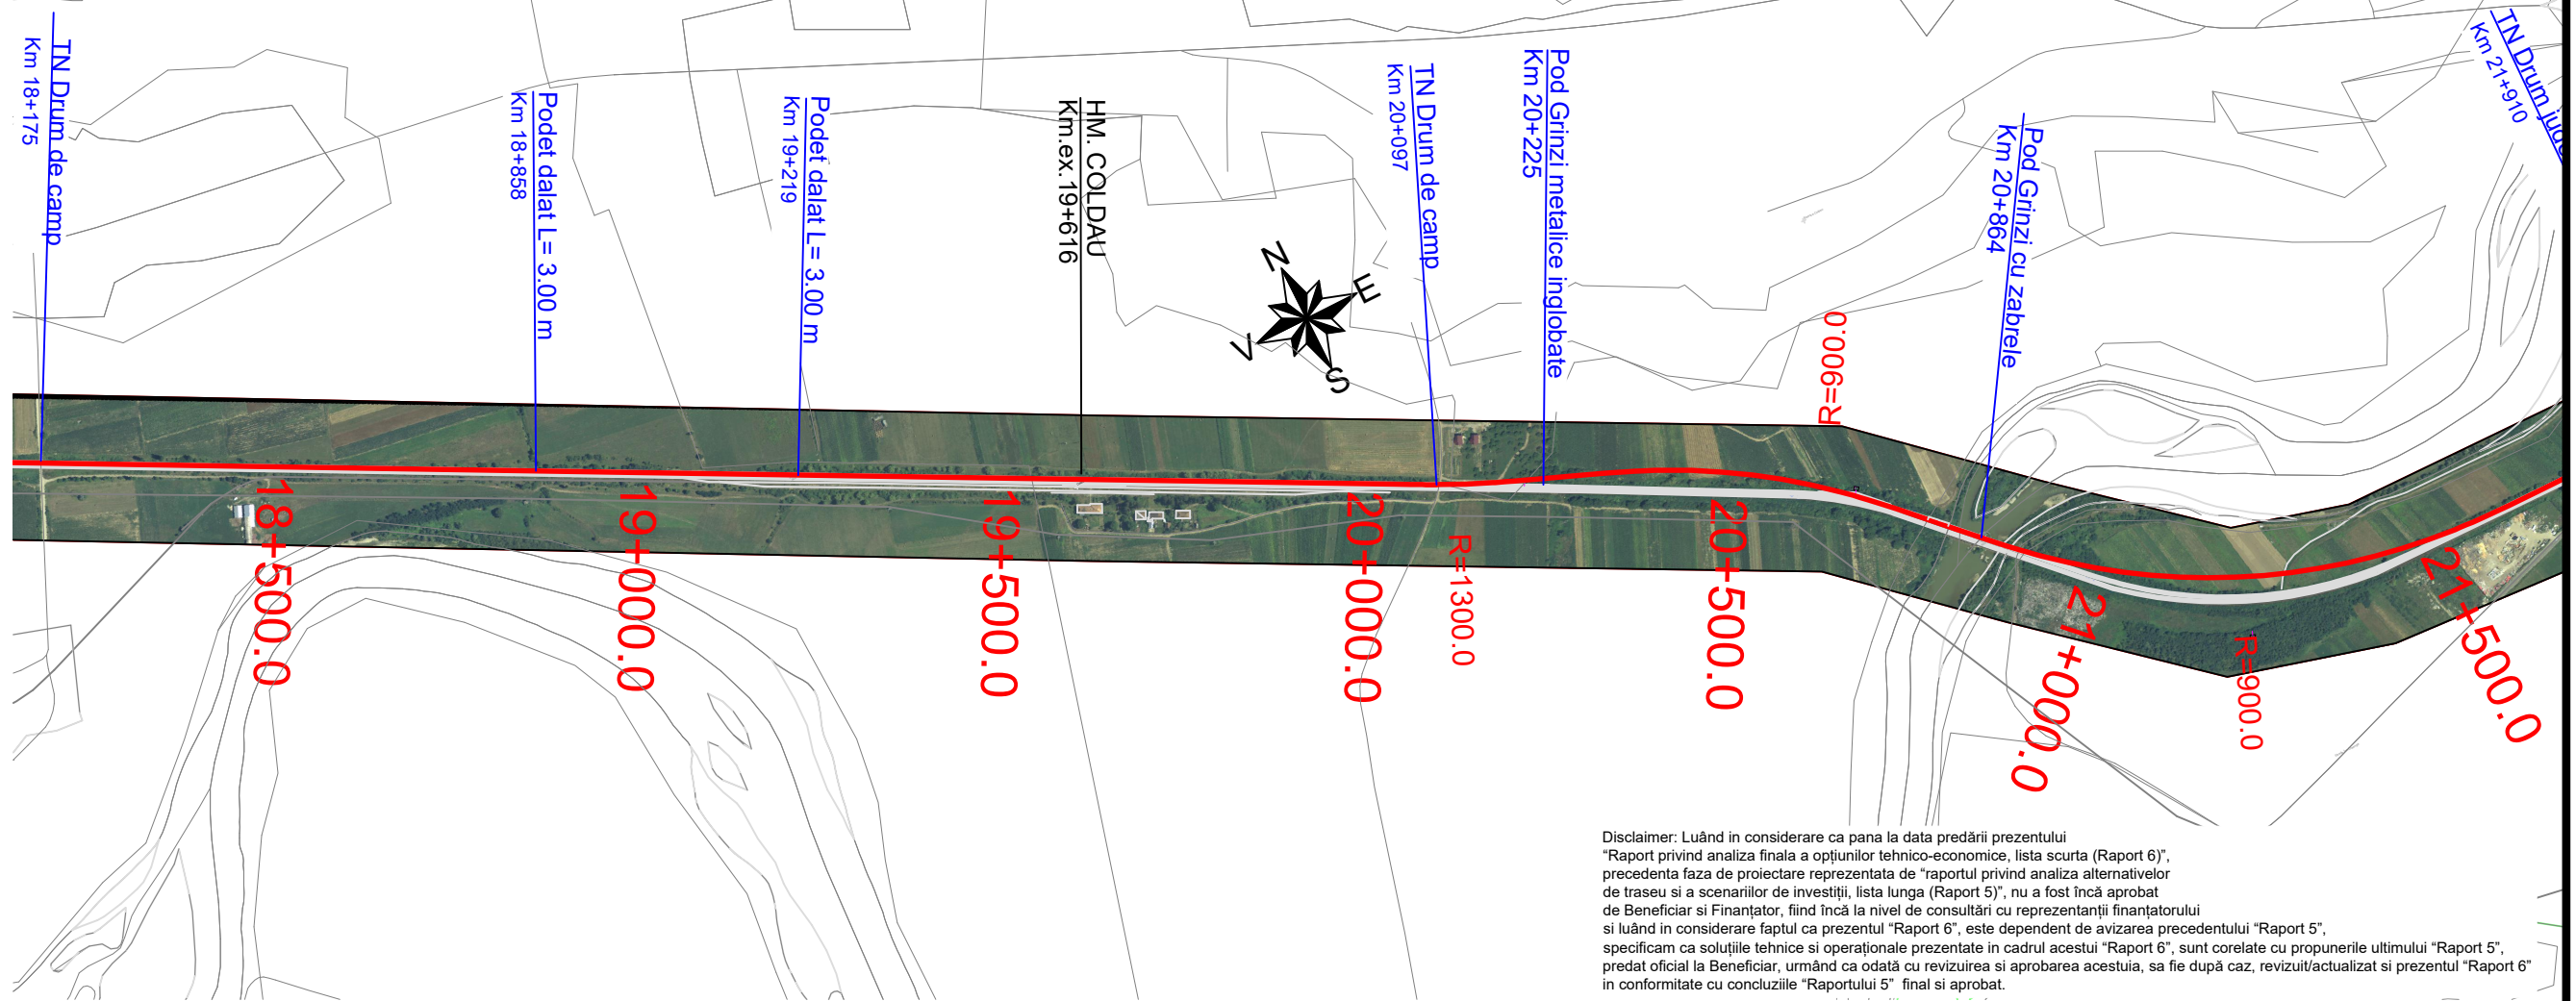 TN Drum de camp
Km 18+175
Podet dalat L= 3.00 m
Km 18+858
Podet dalat L= 3.00 m
Km 19+219
HM. COLDAU
Km.ex. 19+616
TN Drum de camp
Km 20+097
Pod Grinzi metalice inglobate
Km 20+225
Pod Grinzi cu zabrele
Km 20+864
TN Drum
Km 21+910
N
E
V
S
R=900.0
18+500.0
19+000.0
19+500.0
20+000.0
R=1300.0
20+500.0
21+000.0
R=900.0
21+500.0
Disclaimer: Luând in considerare ca pana la data predării prezentului
“Raport privind analiza finala a opțiunilor tehnico-economice, lista scurta (Raport 6)”,
precedenta faza de proiectare reprezentata de “raportul privind analiza alternativelor
de traseu si a scenariilor de investiții, lista lunga (Raport 5)”, nu a fost încă aprobat
de Beneficiar si Finanțator, fiind încă la nivel de consultări cu reprezentanții finanțatorului
si luând in considerare faptul ca prezentul “Raport 6”, este dependent de avizarea precedentului “Raport 5”,
specificam ca soluțiile tehnice si operaționale prezentate in cadrul acestui “Raport 6”, sunt corelate cu propunerile ultimului “Raport 5”,
predat oficial la Beneficiar, urmând ca odată cu revizuirea si aprobarea acestuia, sa fie după caz, revizuit/actualizat si prezentul “Raport 6”
in conformitate cu concluziile “Raportului 5” final si aprobat.